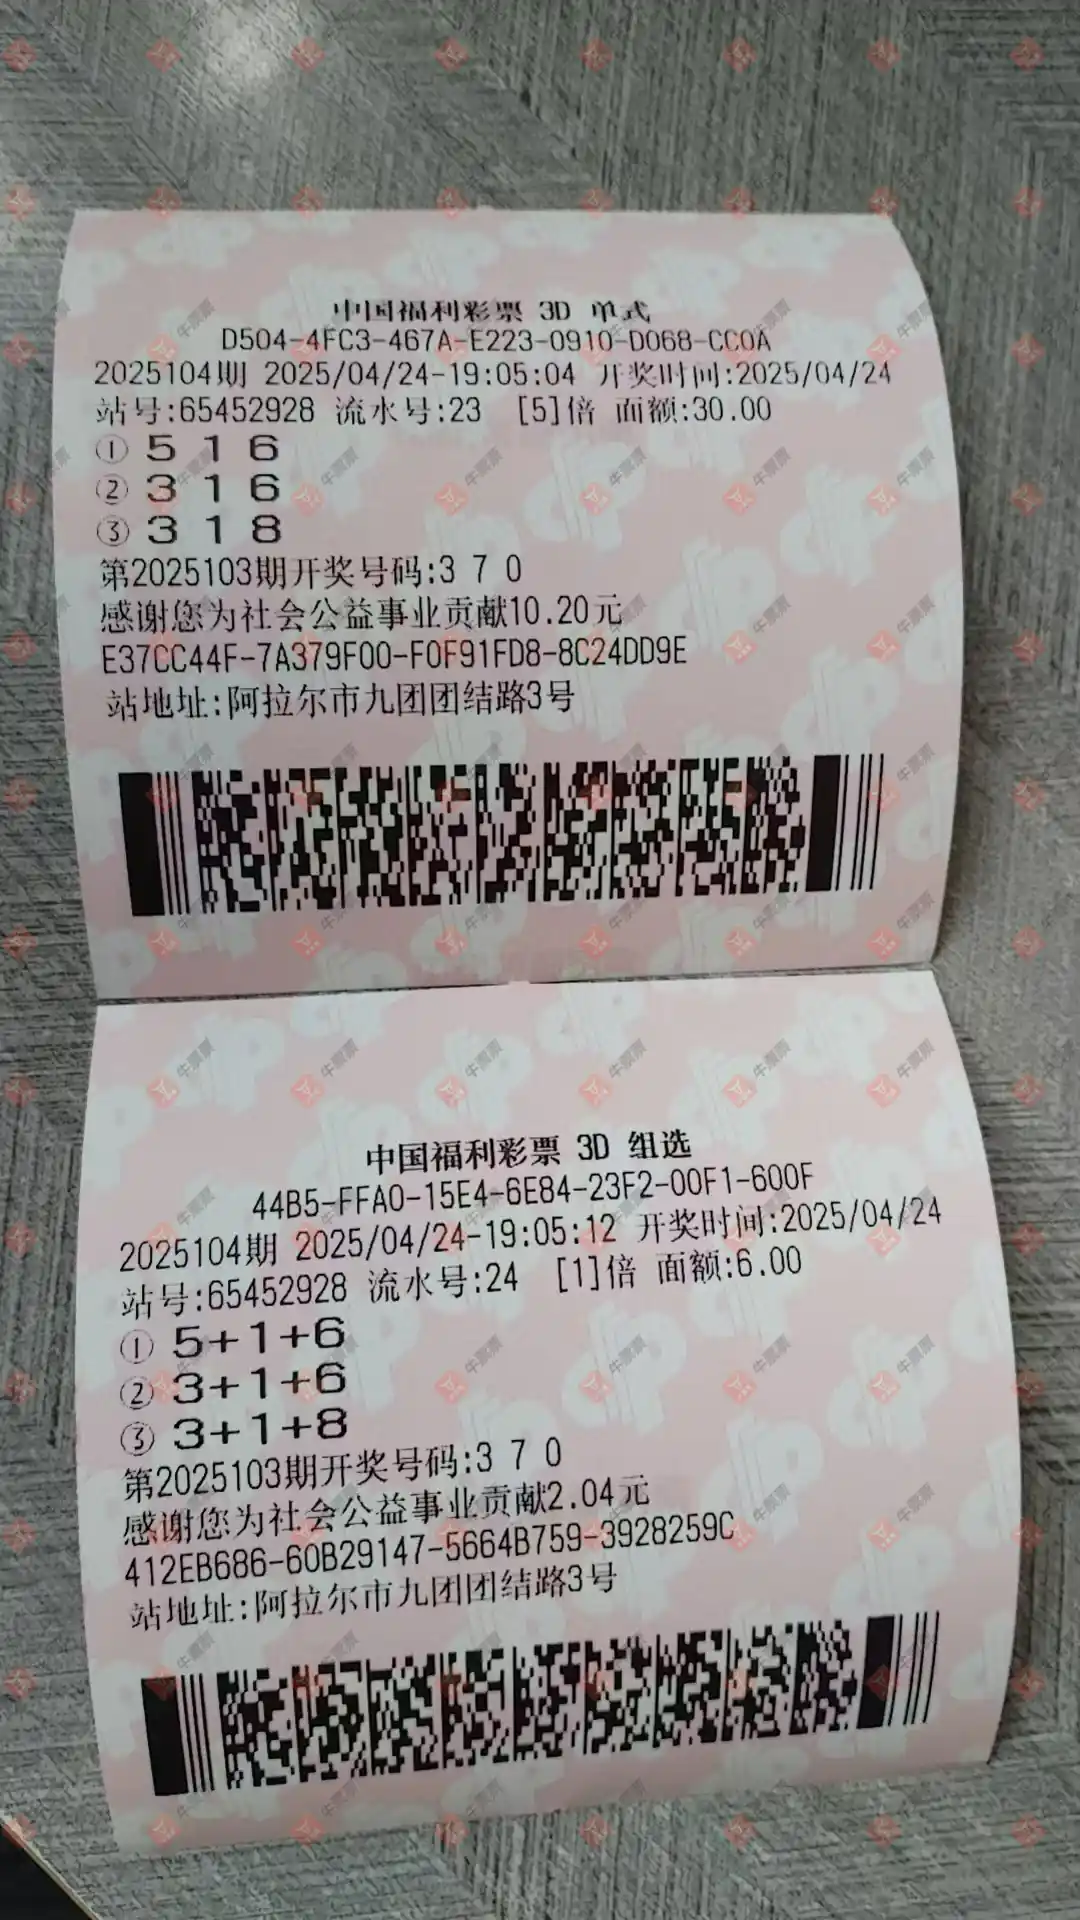 中国福利彩票 3D 单式
D504-4FC3-467A-E223-0910-D068-CC0A
2025104期 2025/04/24-19:05:04 开奖时间:2025/04/24
站号:65452928 流水号:23 [5]倍 面额:30.00
① 5 1 6
② 3 1 6
③ 3 1 8
第2025103期开奖号码:3 7 0
感谢您为社会公益事业贡献10.20元
E37CC44F-7A379F00-F0F91FD8-8C24DD9E
站地址:阿拉尔市九团团结路3号
中国福利彩票 3D 组选
44B5-FFA0-15E4-6E84-23F2-00F1-600F
2025104期 2025/04/24-19:05:12 开奖时间:2025/04/24
站号:65452928 流水号:24 [1]倍 面额:6.00
① 5+1+6
② 3+1+6
③ 3+1+8
第2025103期开奖号码:3 7 0
感谢您为社会公益事业贡献2.04元
412EB686-60B29147-5664B759-3928259C
站地址:阿拉尔市九团团结路3号
牛票票